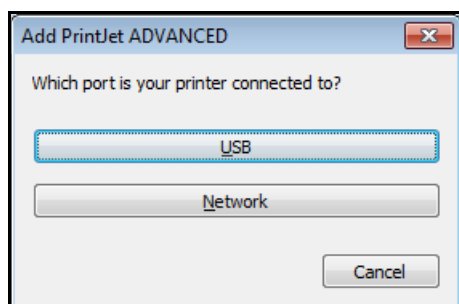 Add PrintJet ADVANCED
Which port is your printer connected to?
USB
Network
Cancel